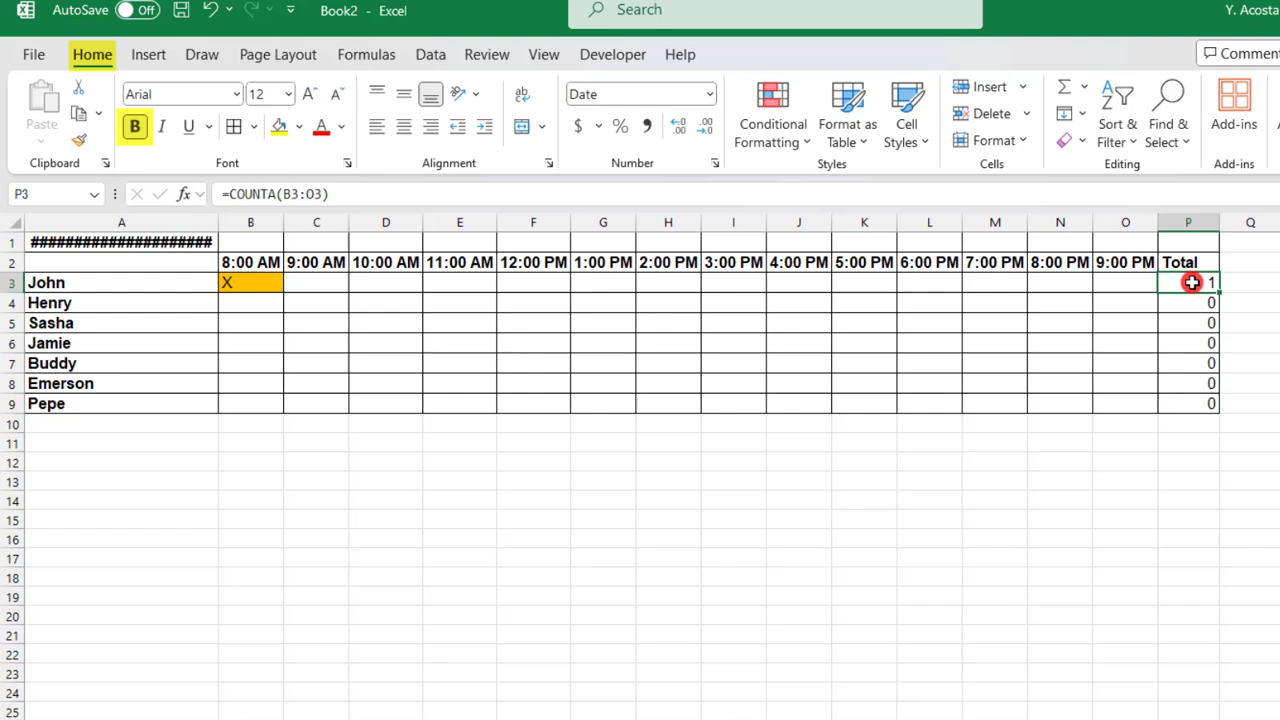 AutoSave Off Book2 - Excel Search Y. Acosta
File Home Insert Draw Page Layout Formulas Data Review View Developer Help Comment
Paste Arial 12 Date Conditional Formatting Format as Table Cell Styles Insert Delete Format Sort & Filter Find & Select Add-ins
Clipboard Font Alignment Number Styles Cells Editing Add-ins
P3 fx =COUNTA(B3:O3)
A B C D E F G H I J K L M N O P Q
1 #####################
2 8:00 AM 9:00 AM 10:00 AM 11:00 AM 12:00 PM 1:00 PM 2:00 PM 3:00 PM 4:00 PM 5:00 PM 6:00 PM 7:00 PM 8:00 PM 9:00 PM Total
3 John X 1
4 Henry 0
5 Sasha 0
6 Jamie 0
7 Buddy 0
8 Emerson 0
9 Pepe 0
10
11
12
13
14
15
16
17
18
19
20
21
22
23
24
25